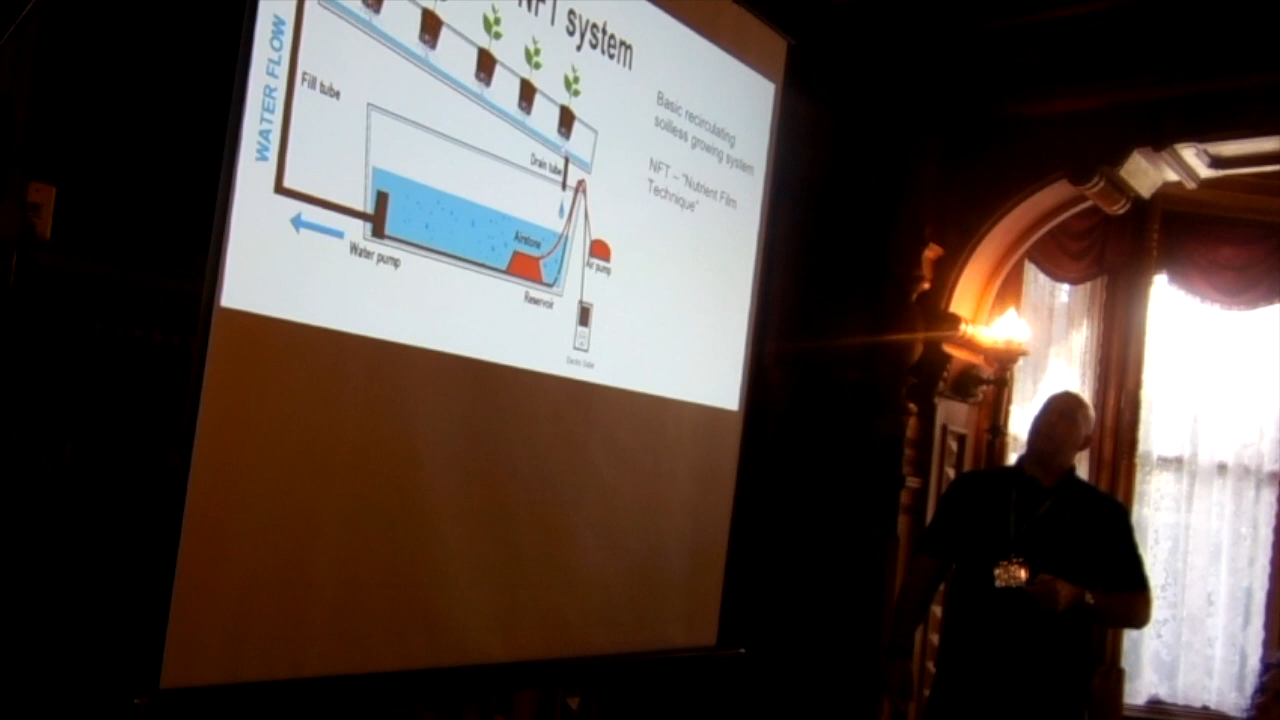 NFT system
WATER FLOW
Fill tube
Basic recirculating
soilless growing system
Drain tube
NFT – "Nutrient Film
Technique"
Airstone
Air pump
Water pump
Reservoir